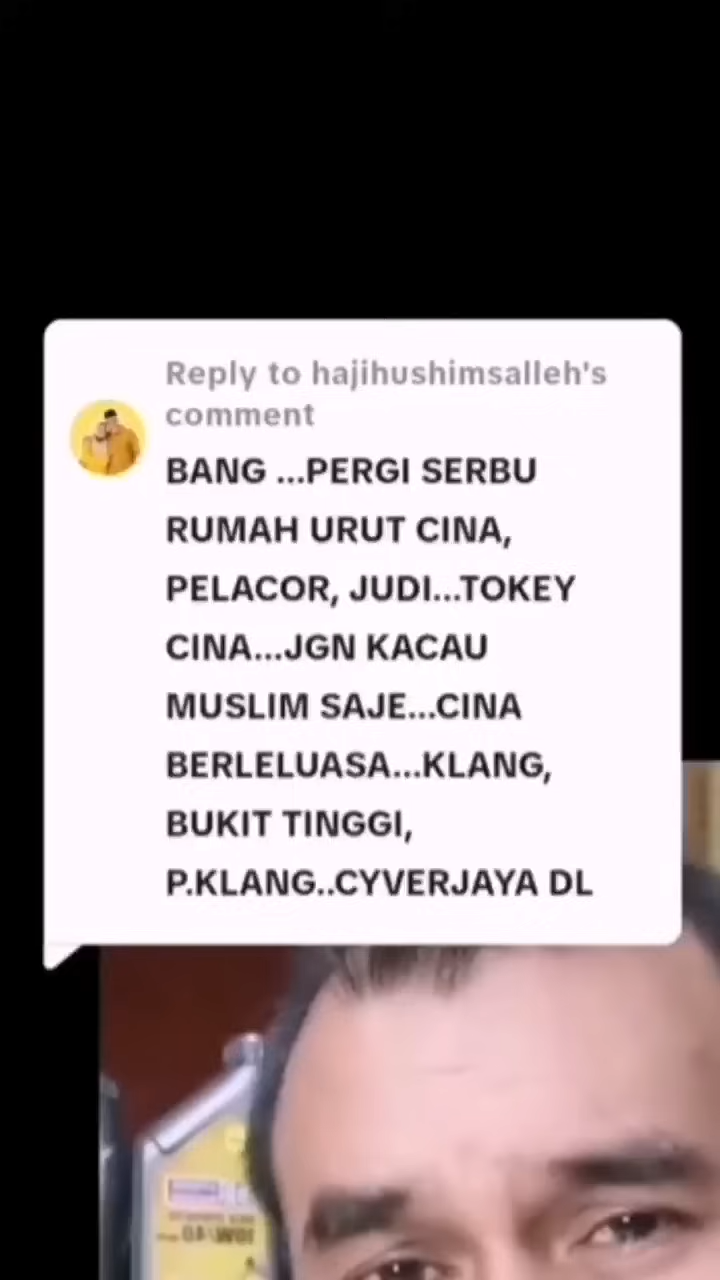 Reply to hajihushimsalleh's
comment
BANG ...PERGI SERBU
RUMAH URUT CINA,
PELACOR, JUDI...TOKEY
CINA...JGN KACAU
MUSLIM SAJE...CINA
BERLELUASA...KLANG,
BUKIT TINGGI,
P.KLANG..CYVERJAYA DL